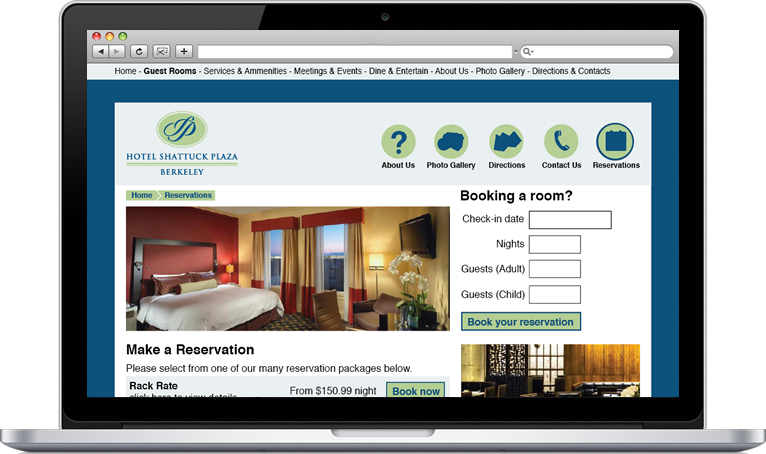 Home - Guest Rooms - Services & Ammenities - Meetings & Events - Dine & Entertain - About Us - Photo Gallery - Directions & Contacts
HOTEL SHATTUCK PLAZA
BERKELEY
?
About Us
Photo Gallery
Directions
Contact Us
Reservations
Home
Reservations
Booking a room?
Check-in date
Nights
Guests (Adult)
Guests (Child)
Book your reservation
Make a Reservation
Please select from one of our many reservation packages below.
Rack Rate
From $150.99 night
Book now
click here to view details